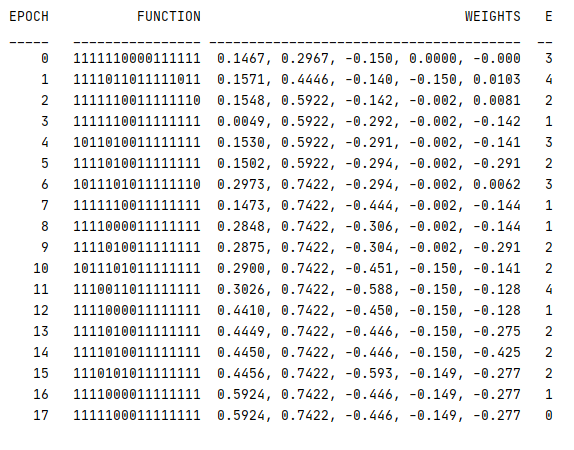 EPOCH FUNCTION WEIGHTS E
_____ ________________ _______________________________________ __
0 1111110000111111 0.1467, 0.2967, -0.150, 0.0000, -0.000 3
1 1111011011111011 0.1571, 0.4446, -0.140, -0.150, 0.0103 4
2 1111110011111110 0.1548, 0.5922, -0.142, -0.002, 0.0081 2
3 1111110011111111 0.0049, 0.5922, -0.292, -0.002, -0.142 1
4 1011010011111111 0.1530, 0.5922, -0.291, -0.002, -0.141 3
5 1111010011111111 0.1502, 0.5922, -0.294, -0.002, -0.291 2
6 1011101011111110 0.2973, 0.7422, -0.294, -0.002, 0.0062 3
7 1111110011111111 0.1473, 0.7422, -0.444, -0.002, -0.144 1
8 1111000011111111 0.2848, 0.7422, -0.306, -0.002, -0.144 1
9 1111010011111111 0.2875, 0.7422, -0.304, -0.002, -0.291 2
10 1011101011111111 0.2900, 0.7422, -0.451, -0.150, -0.141 2
11 1110011011111111 0.3026, 0.7422, -0.588, -0.150, -0.128 4
12 1111000011111111 0.4410, 0.7422, -0.450, -0.150, -0.128 1
13 1111010011111111 0.4449, 0.7422, -0.446, -0.150, -0.275 2
14 1111010011111111 0.4450, 0.7422, -0.446, -0.150, -0.425 2
15 1110101011111111 0.4456, 0.7422, -0.593, -0.149, -0.277 2
16 1111000011111111 0.5924, 0.7422, -0.446, -0.149, -0.277 1
17 1111100011111111 0.5924, 0.7422, -0.446, -0.149, -0.277 0